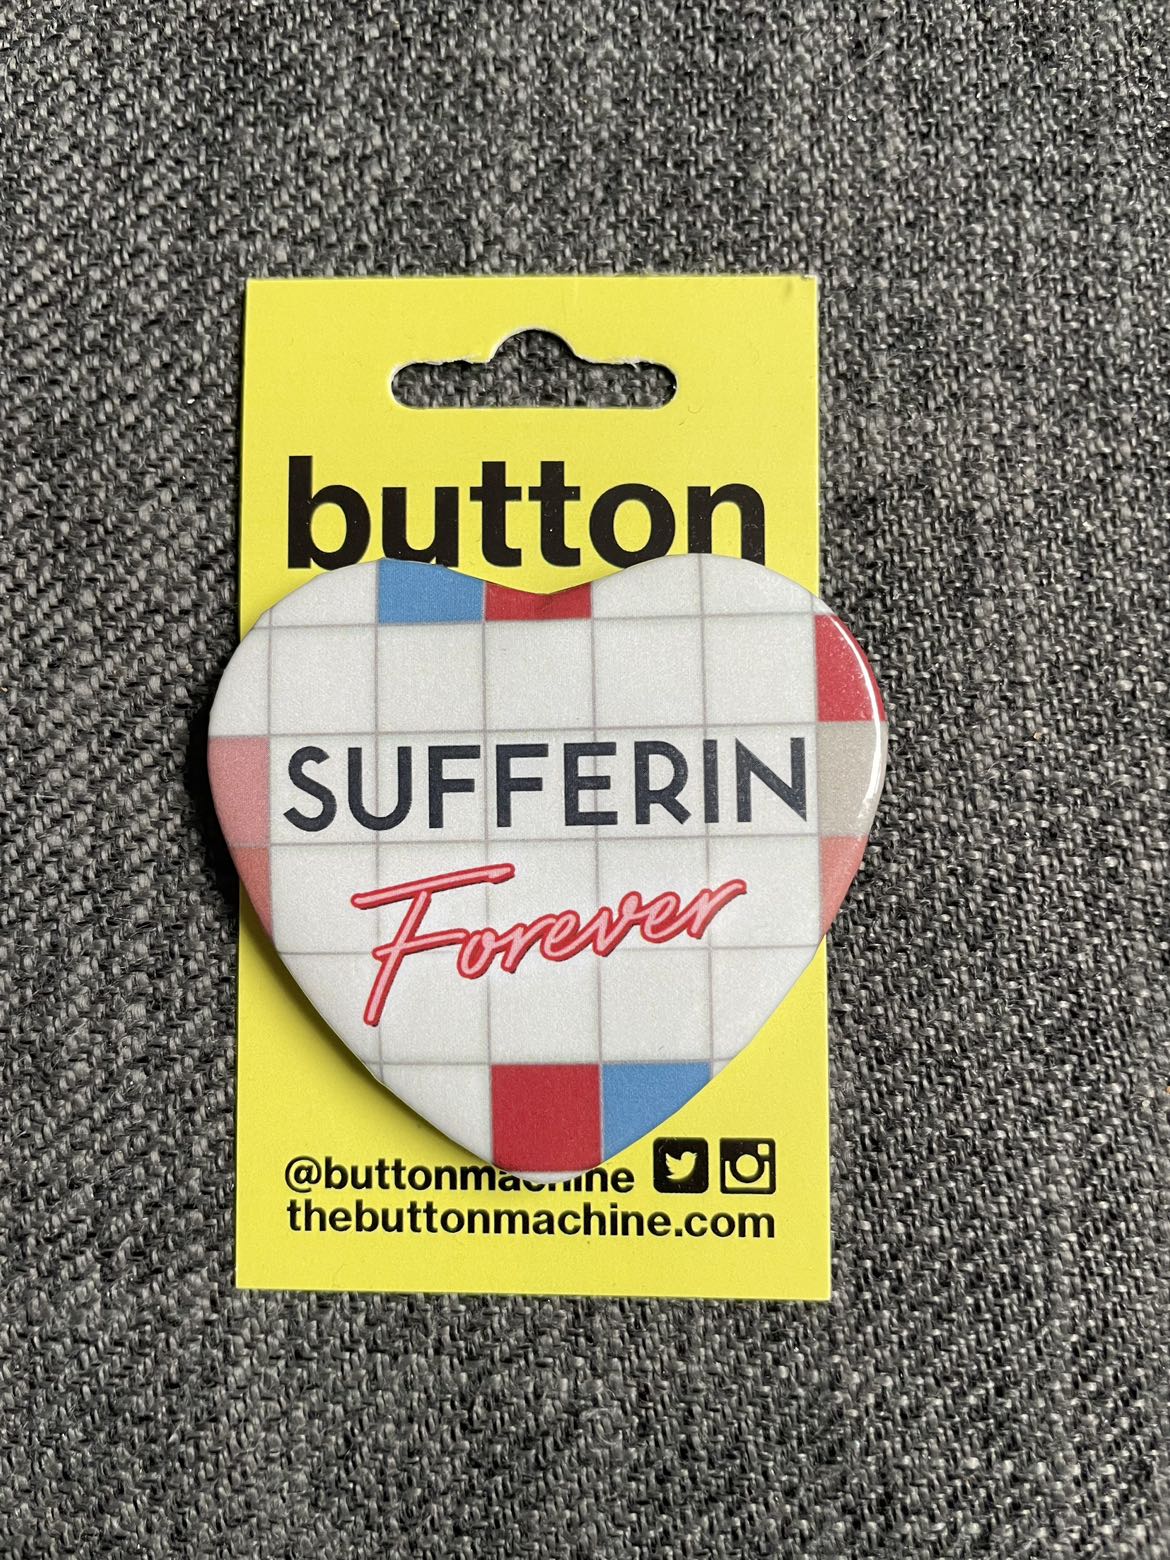 button
SUFFERIN
Forever
@buttonmachine
thebuttonmachine.com